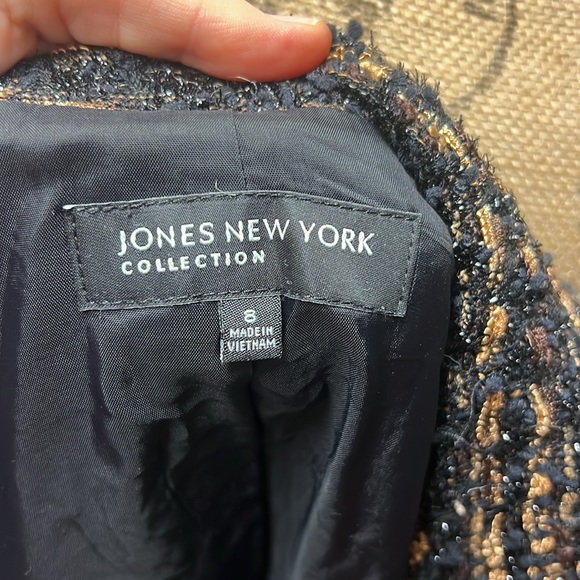 JONES NEW YORK
COLLECTION
8
MADE IN
VIETNAM